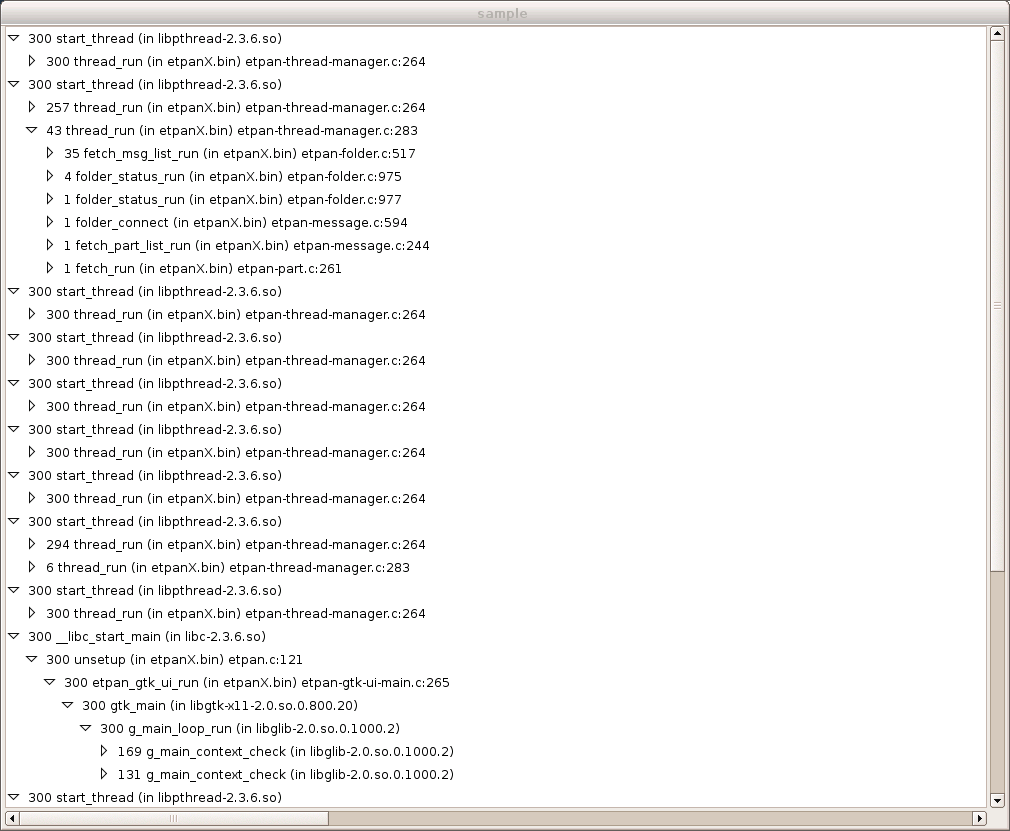 sample
300 start_thread (in libpthread-2.3.6.so)
300 thread_run (in etpanX.bin) etpan-thread-manager.c:264
300 start_thread (in libpthread-2.3.6.so)
257 thread_run (in etpanX.bin) etpan-thread-manager.c:264
43 thread_run (in etpanX.bin) etpan-thread-manager.c:283
35 fetch_msg_list_run (in etpanX.bin) etpan-folder.c:517
4 folder_status_run (in etpanX.bin) etpan-folder.c:975
1 folder_status_run (in etpanX.bin) etpan-folder.c:977
1 folder_connect (in etpanX.bin) etpan-message.c:594
1 fetch_part_list_run (in etpanX.bin) etpan-message.c:244
1 fetch_run (in etpanX.bin) etpan-part.c:261
300 start_thread (in libpthread-2.3.6.so)
300 thread_run (in etpanX.bin) etpan-thread-manager.c:264
300 start_thread (in libpthread-2.3.6.so)
300 thread_run (in etpanX.bin) etpan-thread-manager.c:264
300 start_thread (in libpthread-2.3.6.so)
300 thread_run (in etpanX.bin) etpan-thread-manager.c:264
300 start_thread (in libpthread-2.3.6.so)
300 thread_run (in etpanX.bin) etpan-thread-manager.c:264
300 start_thread (in libpthread-2.3.6.so)
300 thread_run (in etpanX.bin) etpan-thread-manager.c:264
300 start_thread (in libpthread-2.3.6.so)
294 thread_run (in etpanX.bin) etpan-thread-manager.c:264
6 thread_run (in etpanX.bin) etpan-thread-manager.c:283
300 start_thread (in libpthread-2.3.6.so)
300 thread_run (in etpanX.bin) etpan-thread-manager.c:264
300 __libc_start_main (in libc-2.3.6.so)
300 unsetup (in etpanX.bin) etpan.c:121
300 etpan_gtk_ui_run (in etpanX.bin) etpan-gtk-ui-main.c:265
300 gtk_main (in libgtk-x11-2.0.so.0.800.20)
300 g_main_loop_run (in libglib-2.0.so.0.1000.2)
169 g_main_context_check (in libglib-2.0.so.0.1000.2)
131 g_main_context_check (in libglib-2.0.so.0.1000.2)
300 start_thread (in libpthread-2.3.6.so)